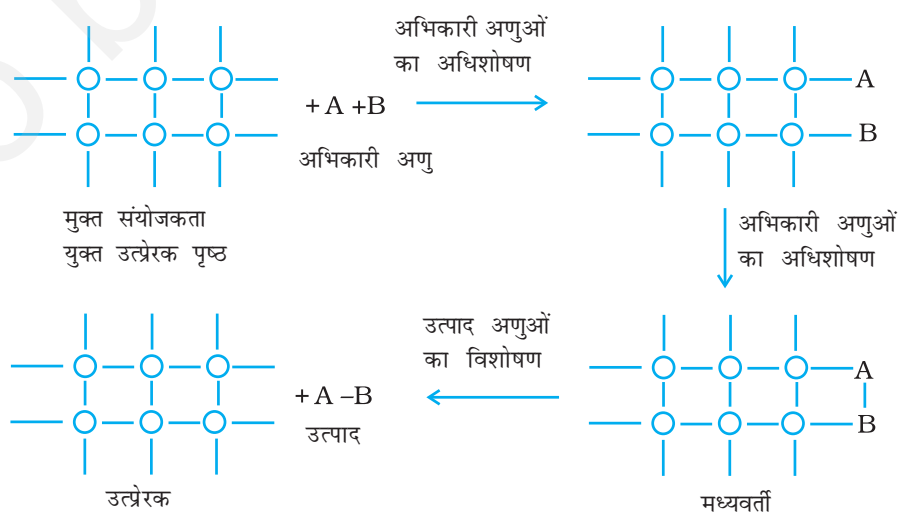 अभिकारी अणुओं
का अधिशोषण
+ A +B
अभिकारी अणु
A
B
मुक्त संयोजकता
युक्त उत्प्रेरक पृष्ठ
अभिकारी अणुओं
का अधिशोषण
उत्पाद अणुओं
का विशोषण
+ A –B
उत्पाद
A
B
उत्प्रेरक
मध्यवर्ती